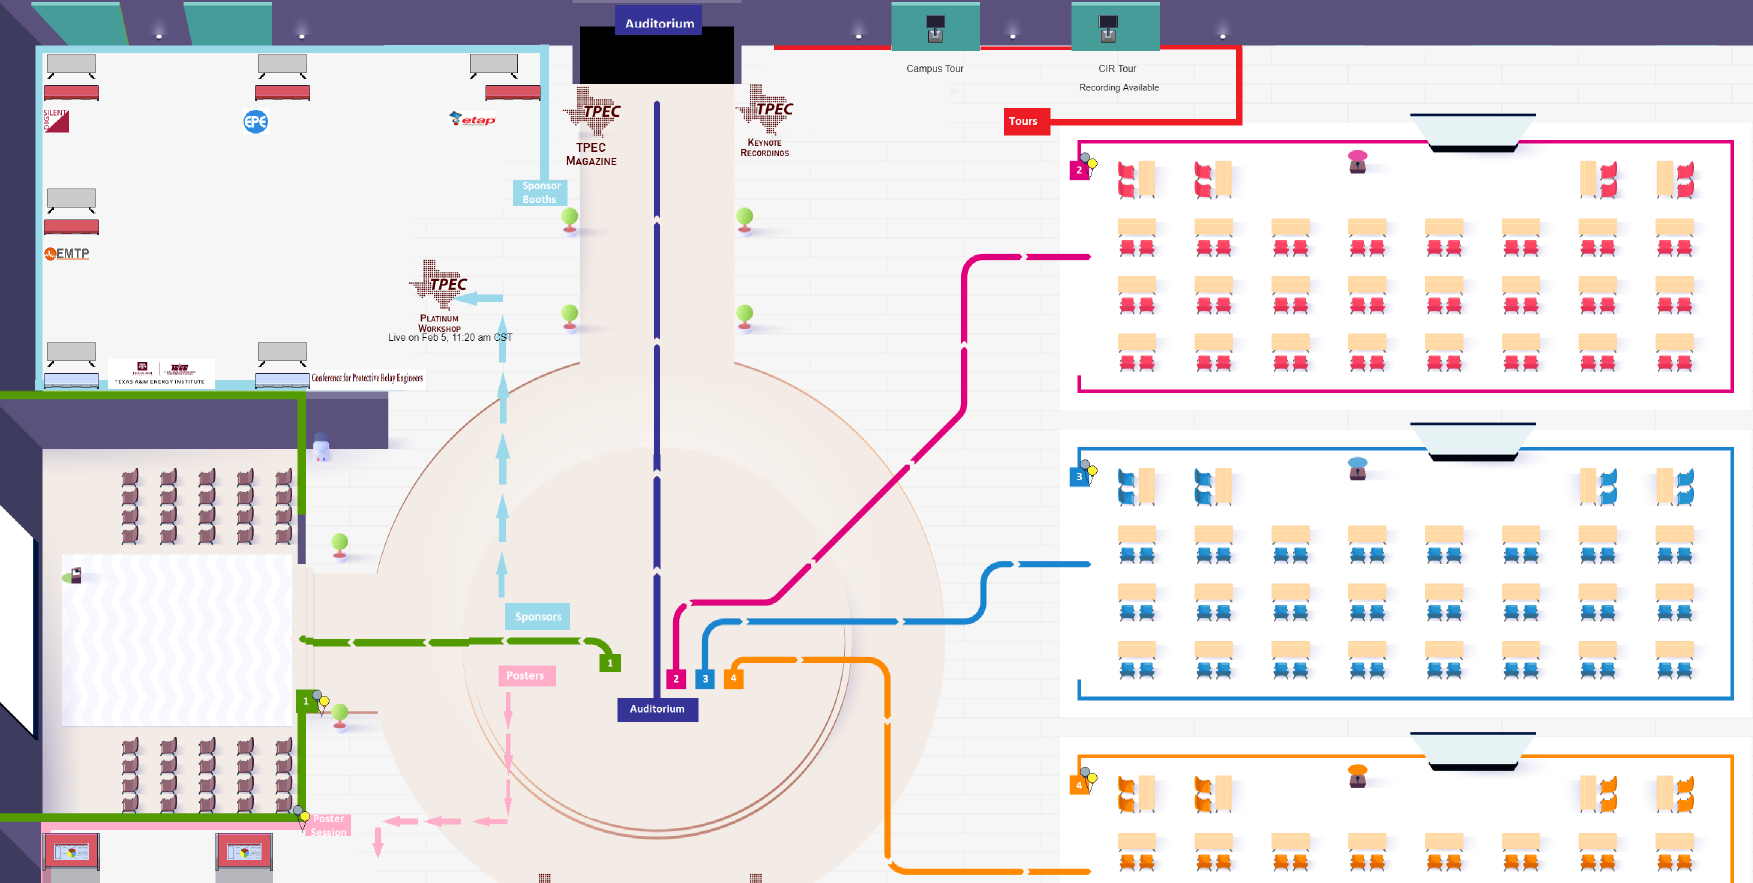 Auditorium
Campus Tour
CIR Tour
Recording Available
Tours
SILENT
DIGSILENT
EPE
etap
TPEC
TPEC
MAGAZINE
TPEC
KEYNOTE
RECORDINGS
Sponsor
Booths
EMTP
TPEC
PLATINUM
WORKSHOP
Live on Feb 5, 11:20 am CST
TEXAS A&M ENERGY INSTITUTE
Conference for Protective Relay Engineers
2
3
4
Sponsors
1
Posters
2
3
4
Auditorium
1
Poster
Session